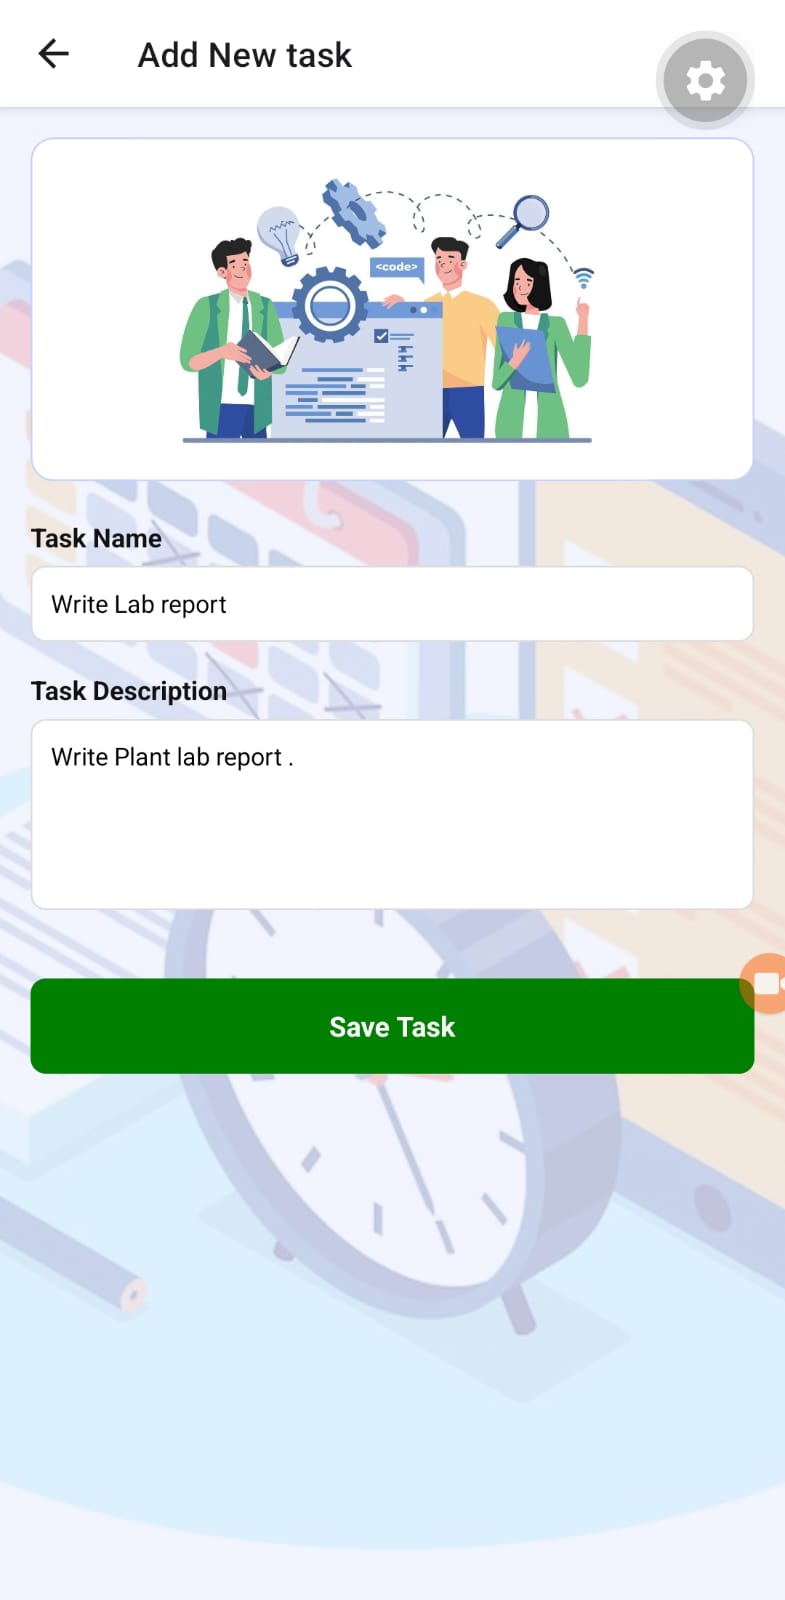 Add New task
<code>
Task Name
Write Lab report
Task Description
Write Plant lab report .
Save Task